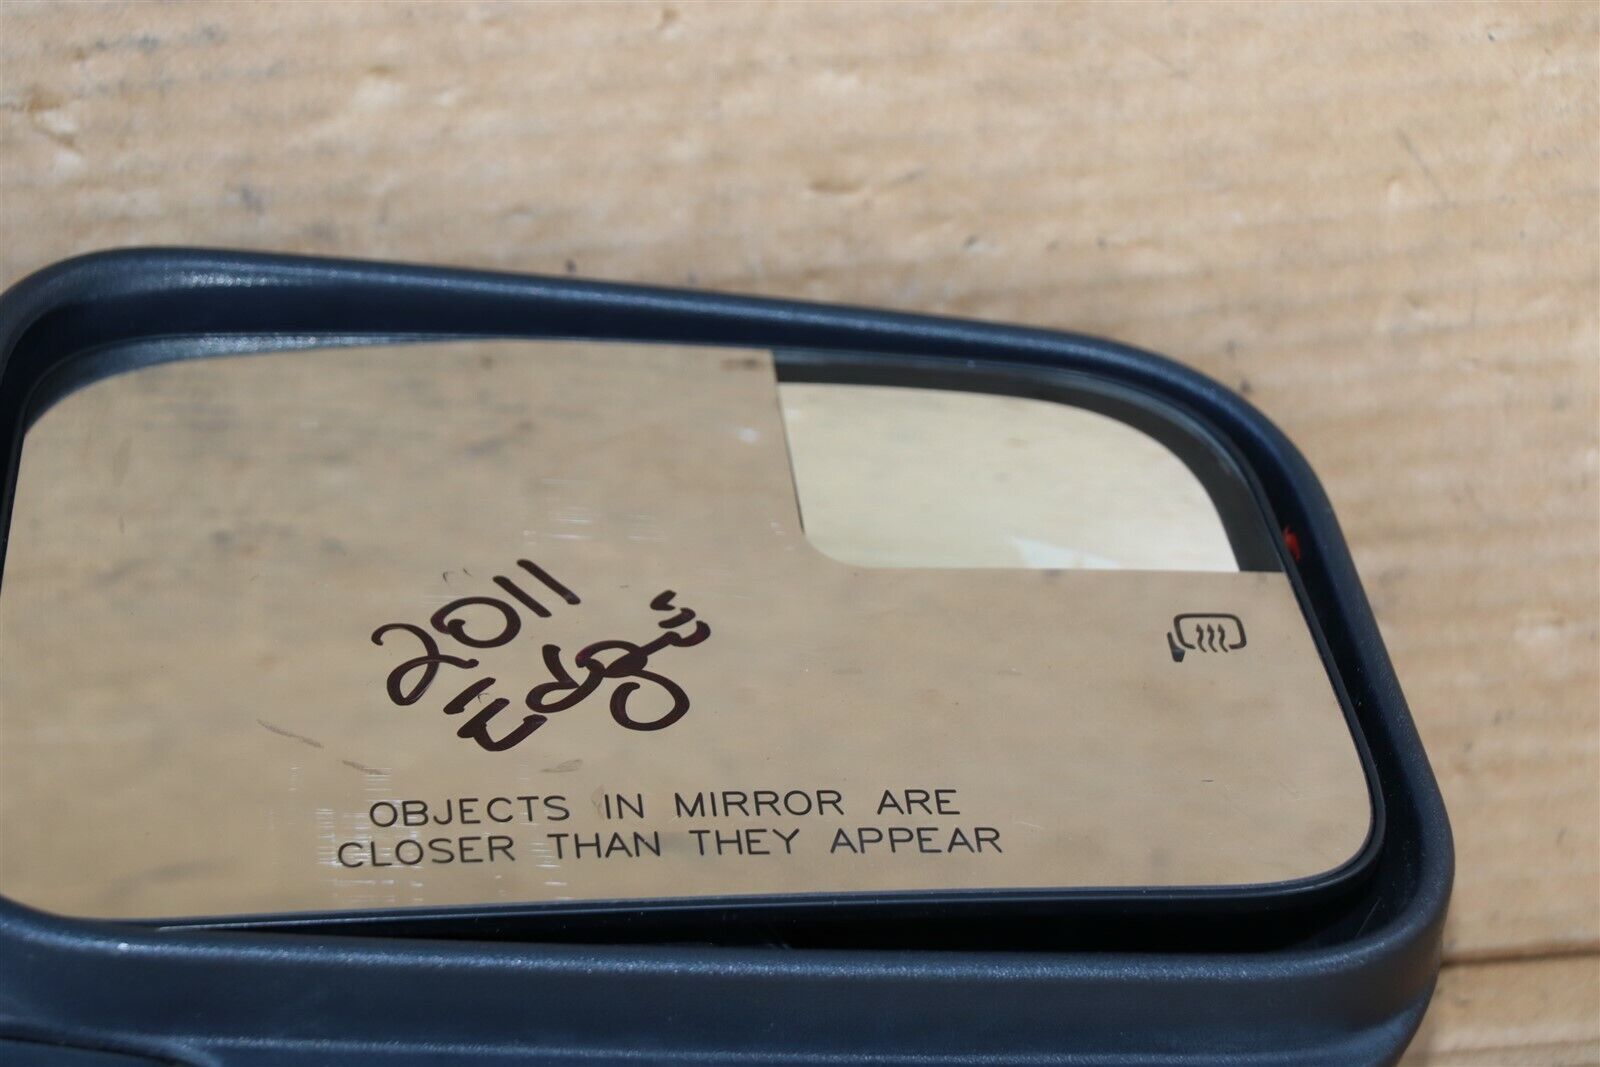 2011
Edge
OBJECTS IN MIRROR ARE
CLOSER THAN THEY APPEAR